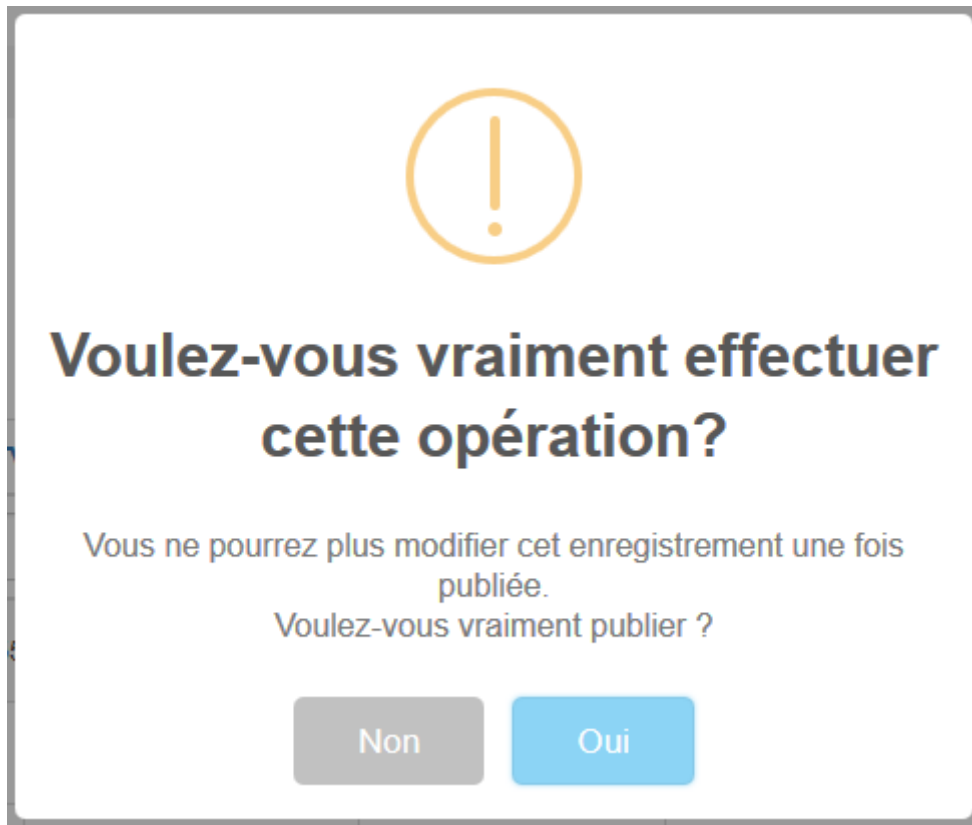 Voulez-vous vraiment effectuer
cette opération?
Vous ne pourrez plus modifier cet enregistrement une fois
publiée.
Voulez-vous vraiment publier ?
Non
Oui